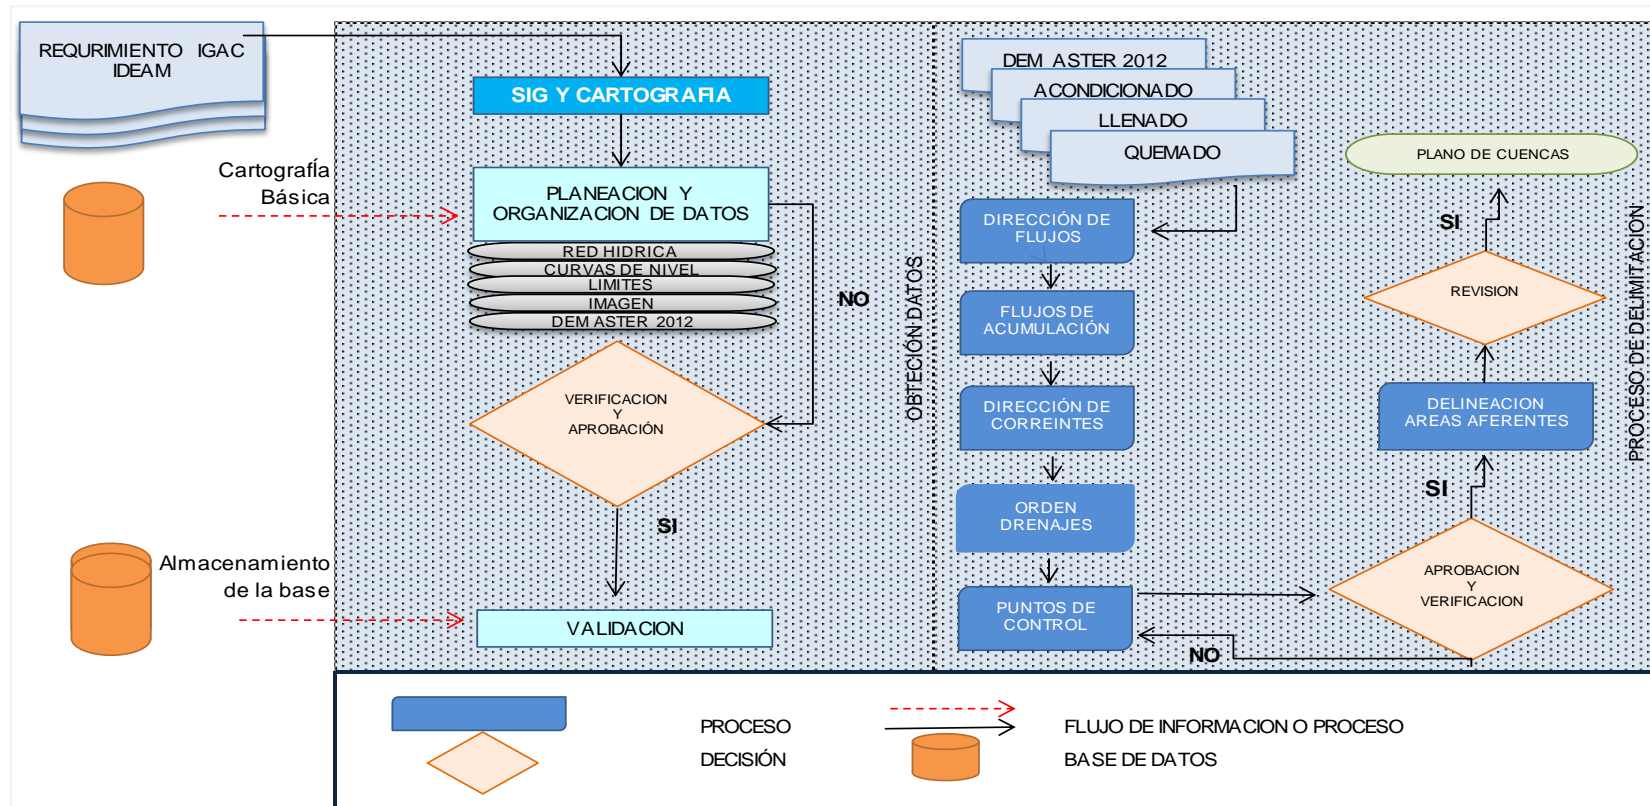 REQURIMIENTO IGAC
IDEAM
SIG Y CARTOGRAFIA
Cartografía
Básica
PLANEACION Y
ORGANIZACION DE DATOS
RED HIDRICA
CURVAS DE NIVEL
LIMITES
IMAGEN
DEM ASTER 2012
NO
VERIFICACION
Y
APROBACIÓN
SI
Almacenamiento
de la base
VALIDACION
OBTECIÓN DATOS
DEM ASTER 2012
ACONDICIONADO
LLENADO
QUEMADO
DIRECCIÓN DE
FLUJOS
FLUJOS DE
ACUMULACIÓN
DIRECCIÓN DE
CORREINTES
ORDEN
DRENAJES
PUNTOS DE
CONTROL
NO
PLANO DE CUENCAS
SI
REVISION
DELINEACION
AREAS AFERENTES
SI
APROBACION
Y
VERIFICACION
PROCESO DE DELIMITACION
PROCESO
FLUJO DE INFORMACION O PROCESO
DECISIÓN
BASE DE DATOS